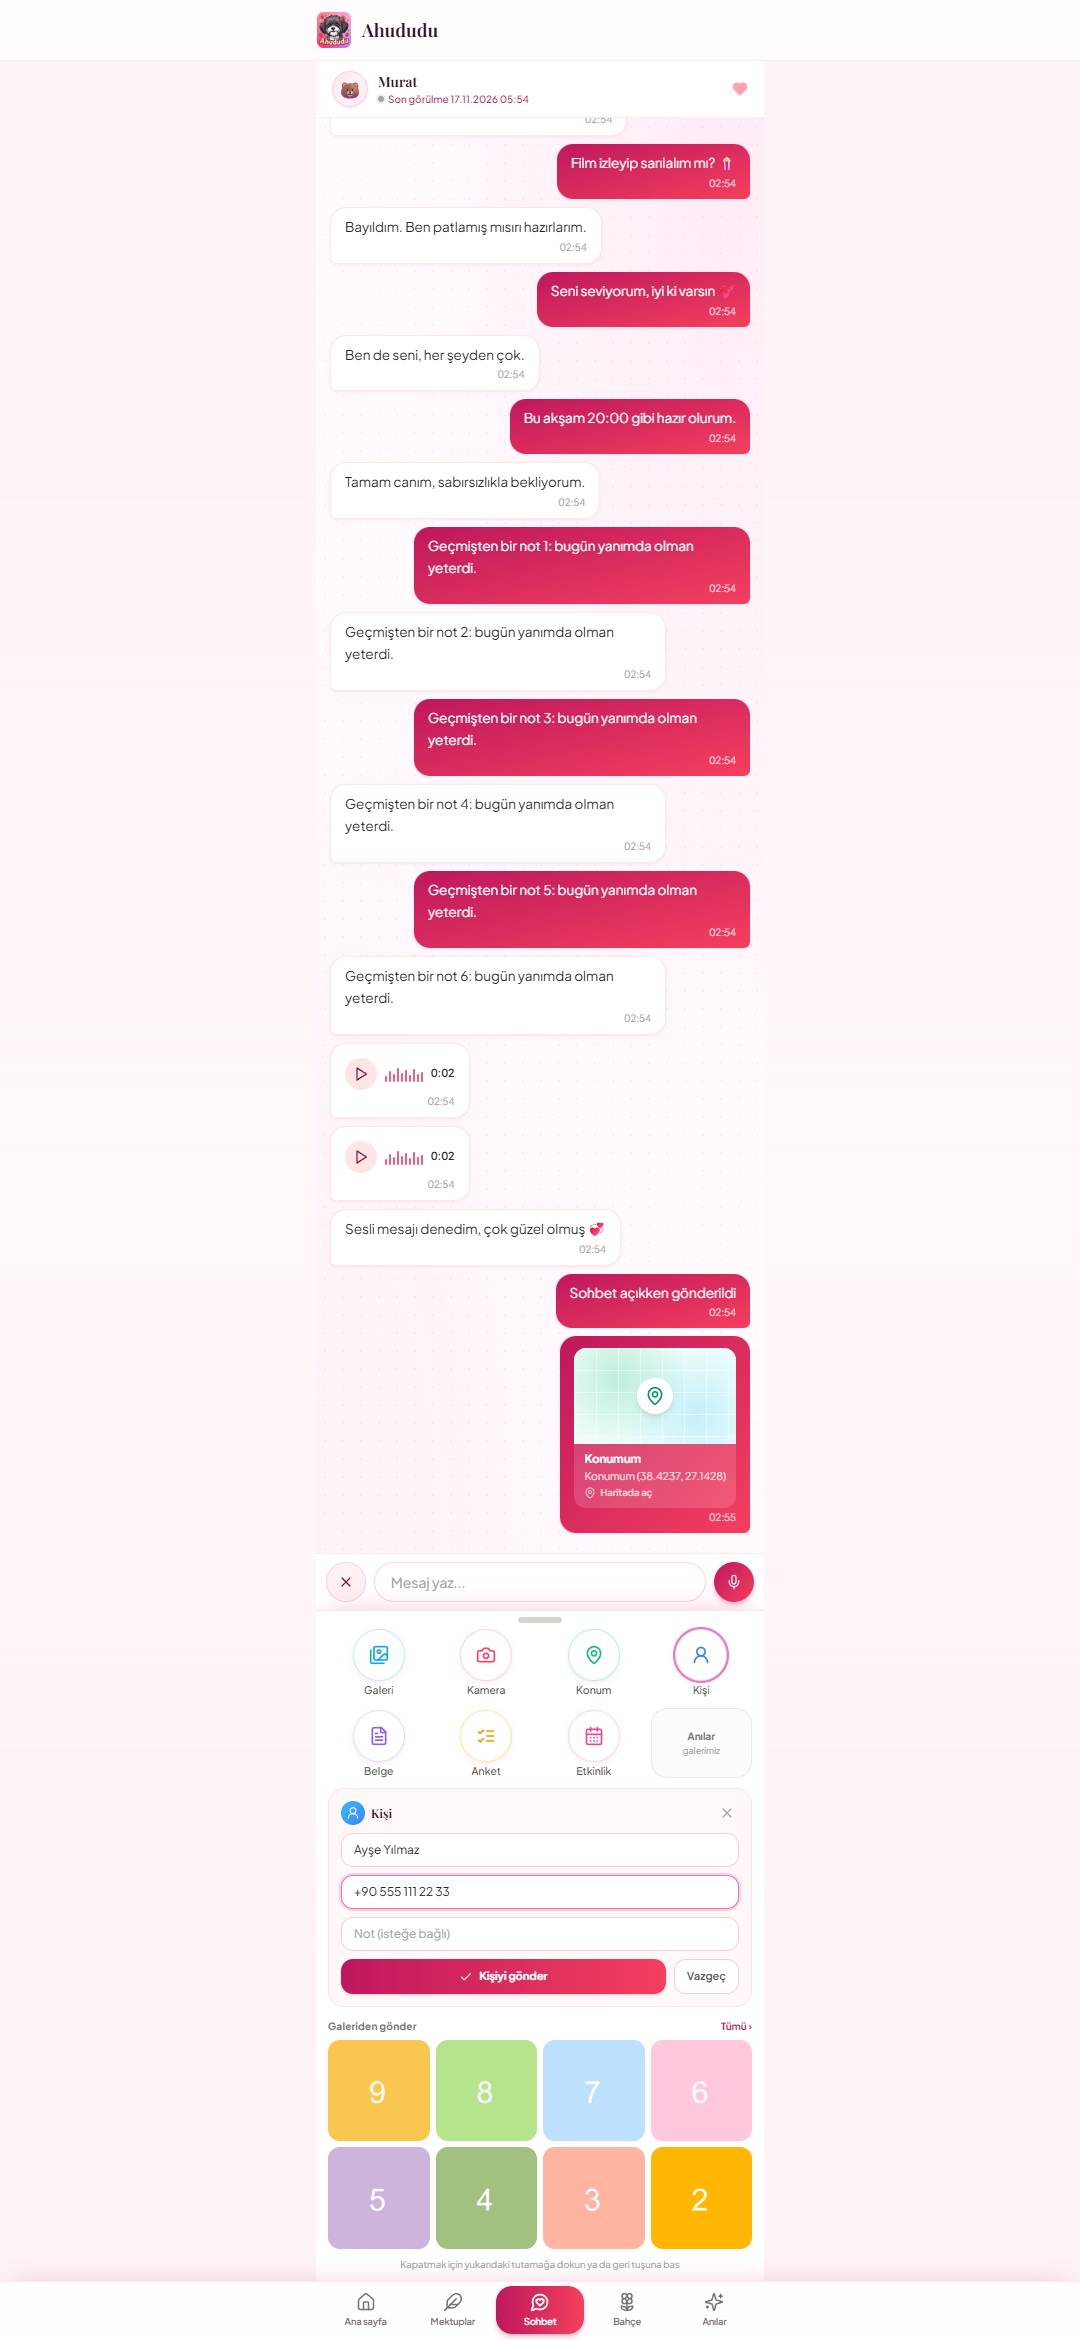 Ahududu
Ahududu
Murat
Son görülme 17.11.2026 05:54
02:54
Film izleyip sarılalım mı? 🍿
02:54
Bayıldım. Ben patlamış mısırı hazırlarım.
02:54
Seni seviyorum, iyi ki varsın 💕
02:54
Ben de seni, her şeyden çok.
02:54
Bu akşam 20:00 gibi hazır olurum.
02:54
Tamam canım, sabırsızlıkla bekliyorum.
02:54
Geçmişten bir not 1: bugün yanımda olman
yeterdi.
02:54
Geçmişten bir not 2: bugün yanımda olman
yeterdi.
02:54
Geçmişten bir not 3: bugün yanımda olman
yeterdi.
02:54
Geçmişten bir not 4: bugün yanımda olman
yeterdi.
02:54
Geçmişten bir not 5: bugün yanımda olman
yeterdi.
02:54
Geçmişten bir not 6: bugün yanımda olman
yeterdi.
02:54
0:02
02:54
0:02
02:54
Sesli mesajı denedim, çok güzel olmuş 💞
02:54
Sohbet açıkken gönderildi
02:54
Konumum
Konumum (38.4237, 27.1428)
Haritada aç
02:55
Mesaj yaz...
Galeri Kamera Konum Kişi
Belge Anket Etkinlik Anılar
galerimiz
Kişi
Ayşe Yılmaz
+90 555 111 22 33
Not (isteğe bağlı)
Kişiyi gönder Vazgeç
Galeriden gönder Tümü ›
9 8 7 6
5 4 3 2
Kapatmak için yukarıdaki tutamağa dokun ya da geri tuşuna bas
Ana sayfa Mektuplar Sohbet Bahçe Anılar